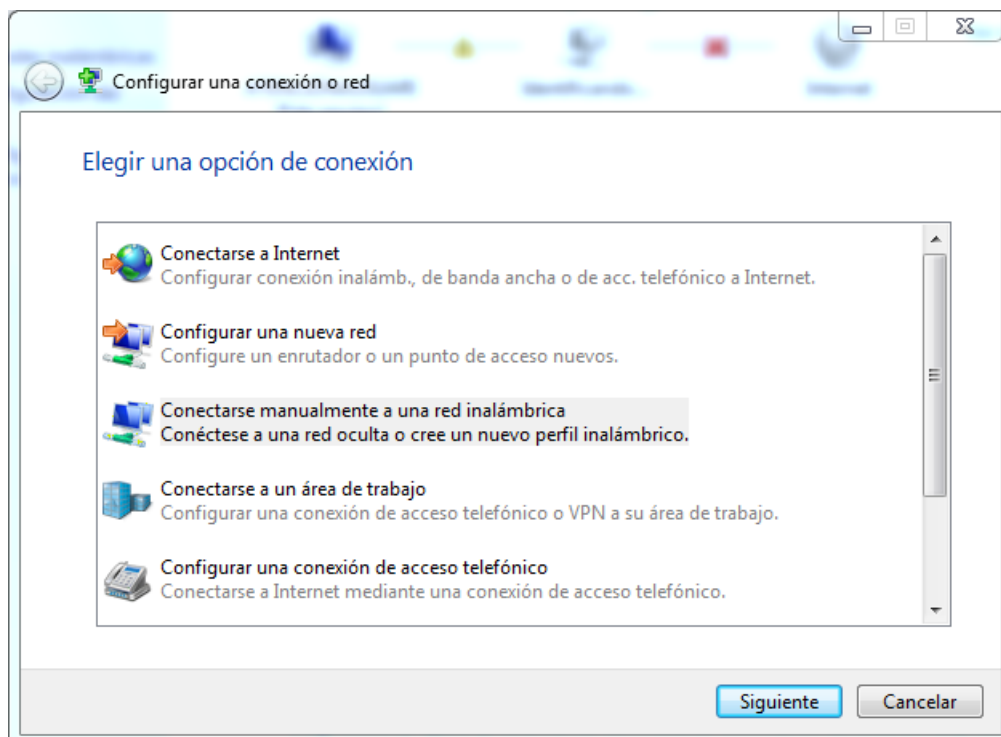 Configurar una conexión o red
Elegir una opción de conexión
Conectarse a Internet
Configurar conexión inalámb., de banda ancha o de acc. telefónico a Internet.
Configurar una nueva red
Configure un enrutador o un punto de acceso nuevos.
Conectarse manualmente a una red inalámbrica
Conéctese a una red oculta o cree un nuevo perfil inalámbrico.
Conectarse a un área de trabajo
Configurar una conexión de acceso telefónico o VPN a su área de trabajo.
Configurar una conexión de acceso telefónico
Conectarse a Internet mediante una conexión de acceso telefónico.
Siguiente Cancelar